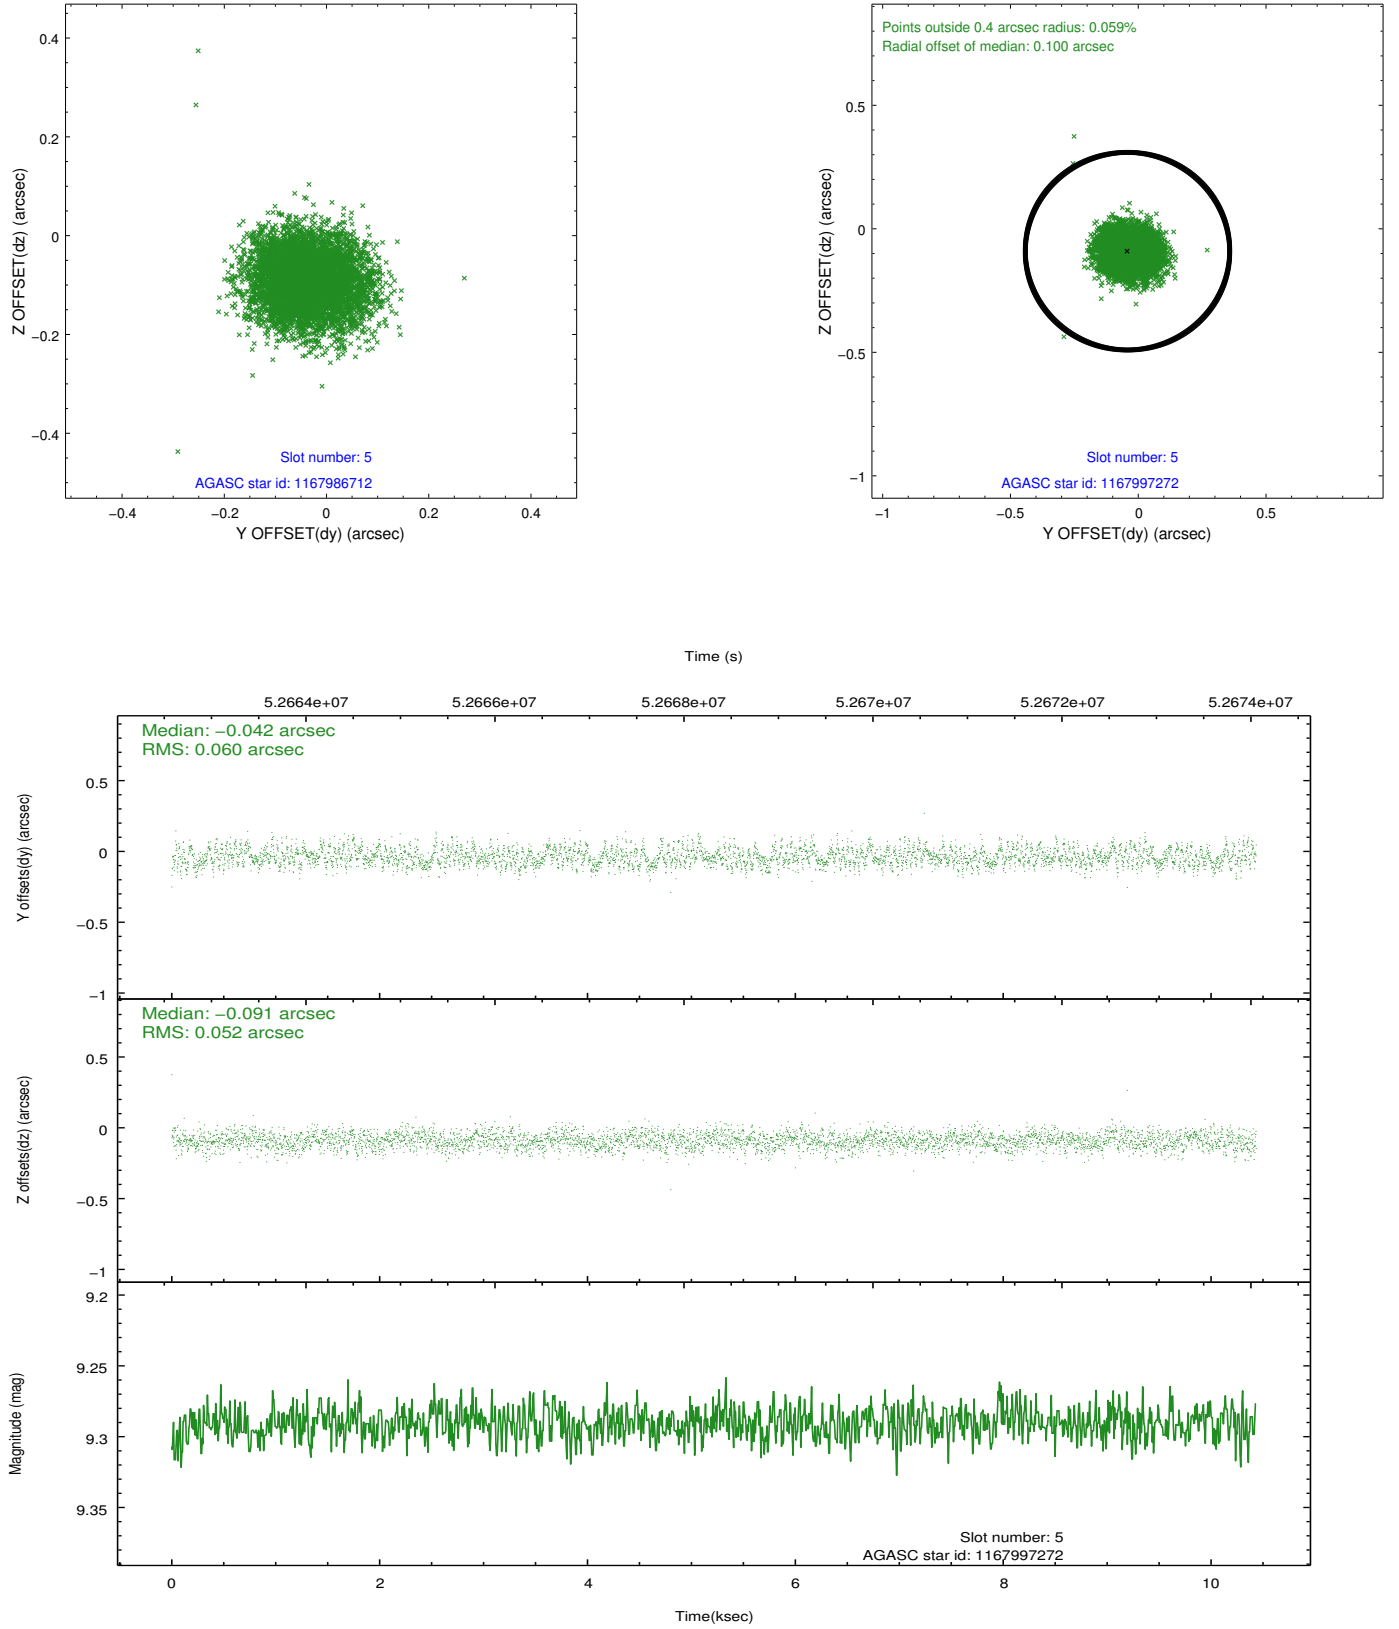 0.4
0.2
0
−0.2
−0.4
Z OFFSET(dz) (arcsec)
Slot number: 5
AGASC star id: 1167986712
−0.4
−0.2
0
0.2
0.4
Y OFFSET(dy) (arcsec)
Points outside 0.4 arcsec radius: 0.059%
Radial offset of median: 0.100 arcsec
0.5
0
−0.5
−1
Z OFFSET(dz) (arcsec)
Slot number: 5
AGASC star id: 1167997272
−1
−0.5
0
0.5
Y OFFSET(dy) (arcsec)
Time (s)
5.2664e+07
5.2666e+07
5.2668e+07
5.267e+07
5.2672e+07
5.2674e+07
Median: −0.042 arcsec
RMS: 0.060 arcsec
0.5
0
−0.5
−1
Y offsets(dy) (arcsec)
Median: −0.091 arcsec
RMS: 0.052 arcsec
0.5
0
−0.5
−1
Z offsets(dz) (arcsec)
9.2
9.25
9.3
9.35
Magnitude (mag)
Slot number: 5
AGASC star id: 1167997272
0
2
4
6
8
10
Time(ksec)